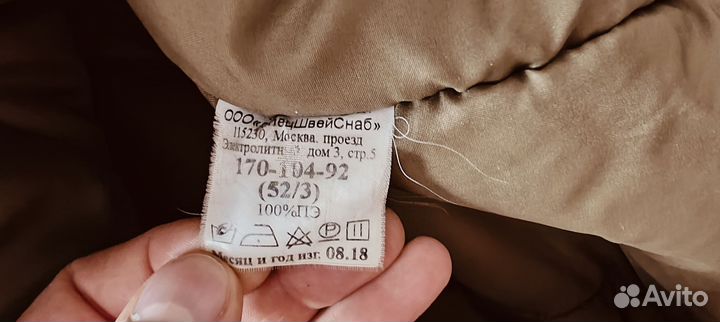 ООО «СпецШвейСнаб»
115230, Москва. проезд
Электролитный дом 3, стр.5
170-104-92
(52/3)
100%ПЭ
P
Месяц и год изг. 08.18
Avito